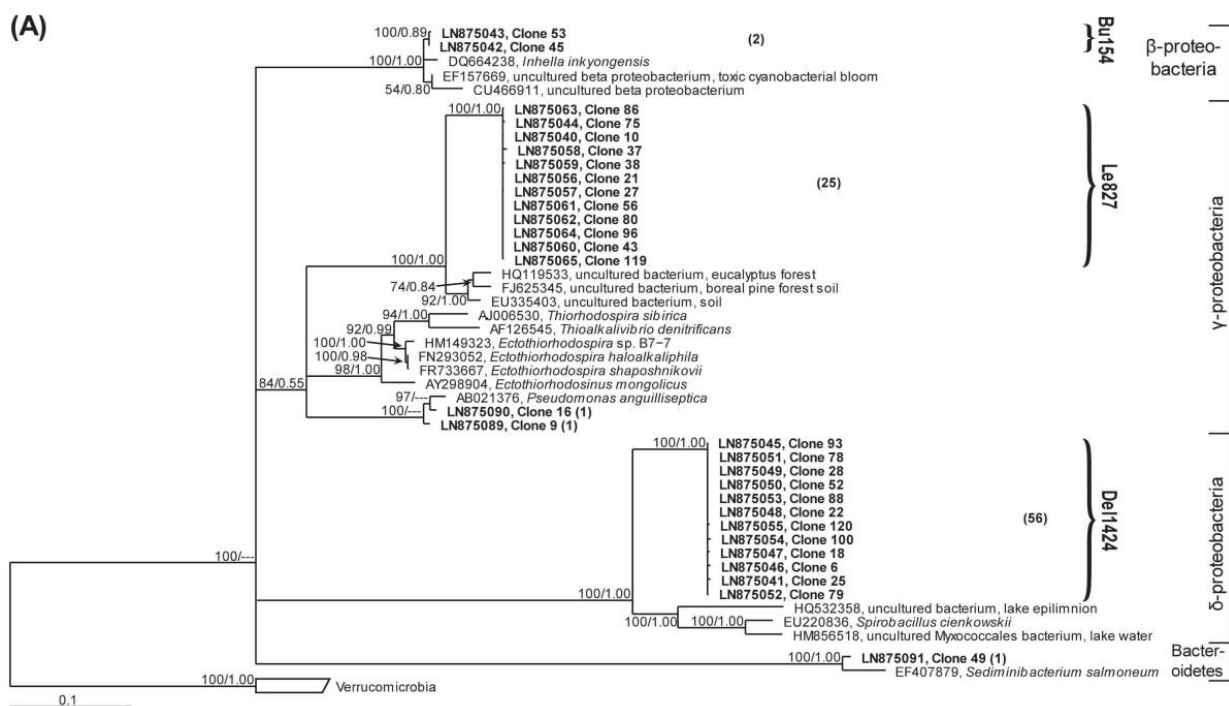 (A)
100/0.89
LN875043, Clone 53
LN875042, Clone 45
(2)
Bu154
β-proteo-
bacteria
100/1.00
DQ664238, Inhella inkyongensis
EF157669, uncultured beta proteobacterium, toxic cyanobacterial bloom
54/0.80
CU466911, uncultured beta proteobacterium
100/1.00
LN875063, Clone 86
LN875044, Clone 75
LN875040, Clone 10
LN875058, Clone 37
LN875059, Clone 38
LN875056, Clone 21
LN875057, Clone 27
LN875061, Clone 56
LN875062, Clone 80
LN875064, Clone 96
LN875060, Clone 43
LN875065, Clone 119
(25)
Le827
γ-proteobacteria
100/1.00
HQ119533, uncultured bacterium, eucalyptus forest
74/0.84
FJ625345, uncultured bacterium, boreal pine forest soil
92/1.00
EU335403, uncultured bacterium, soil
94/1.00
AJ006530, Thiorhodospira sibirica
92/0.99
AF126545, Thioalkalivibrio denitrificans
100/1.00
HM149323, Ectothiorhodospira sp. B7−7
100/0.98
FN293052, Ectothiorhodospira haloalkaliphila
98/1.00
FR733667, Ectothiorhodospira shaposhnikovii
84/0.55
AY298904, Ectothiorhodosinus mongolicus
97/---
AB021376, Pseudomonas anguilliseptica
100/---
LN875090, Clone 16 (1)
LN875089, Clone 9 (1)
100/1.00
LN875045, Clone 93
LN875051, Clone 78
LN875049, Clone 28
LN875050, Clone 52
LN875053, Clone 88
LN875048, Clone 22
LN875055, Clone 120
LN875054, Clone 100
LN875047, Clone 18
LN875046, Clone 6
LN875041, Clone 25
LN875052, Clone 79
(56)
Del1424
δ-proteobacteria
100/---
100/1.00
HQ532358, uncultured bacterium, lake epilimnion
100/1.00
100/1.00
EU220836, Spirobacillus cienkowskii
HM856518, uncultured Myxococcales bacterium, lake water
100/1.00
LN875091, Clone 49 (1)
EF407879, Sediminibacterium salmoneum
Bacter-
oidetes
100/1.00
Verrucomicrobia
0.1